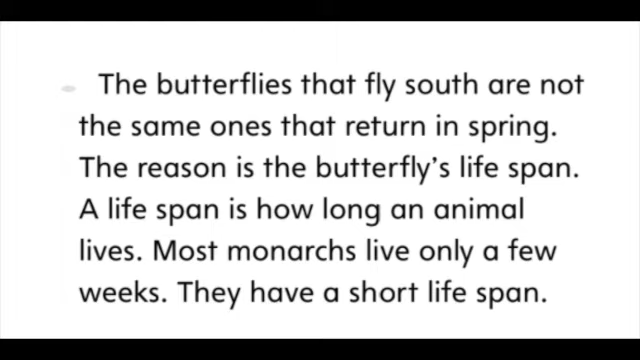 The butterflies that fly south are not
the same ones that return in spring.
The reason is the butterfly's life span.
A life span is how long an animal
lives. Most monarchs live only a few
weeks. They have a short life span.